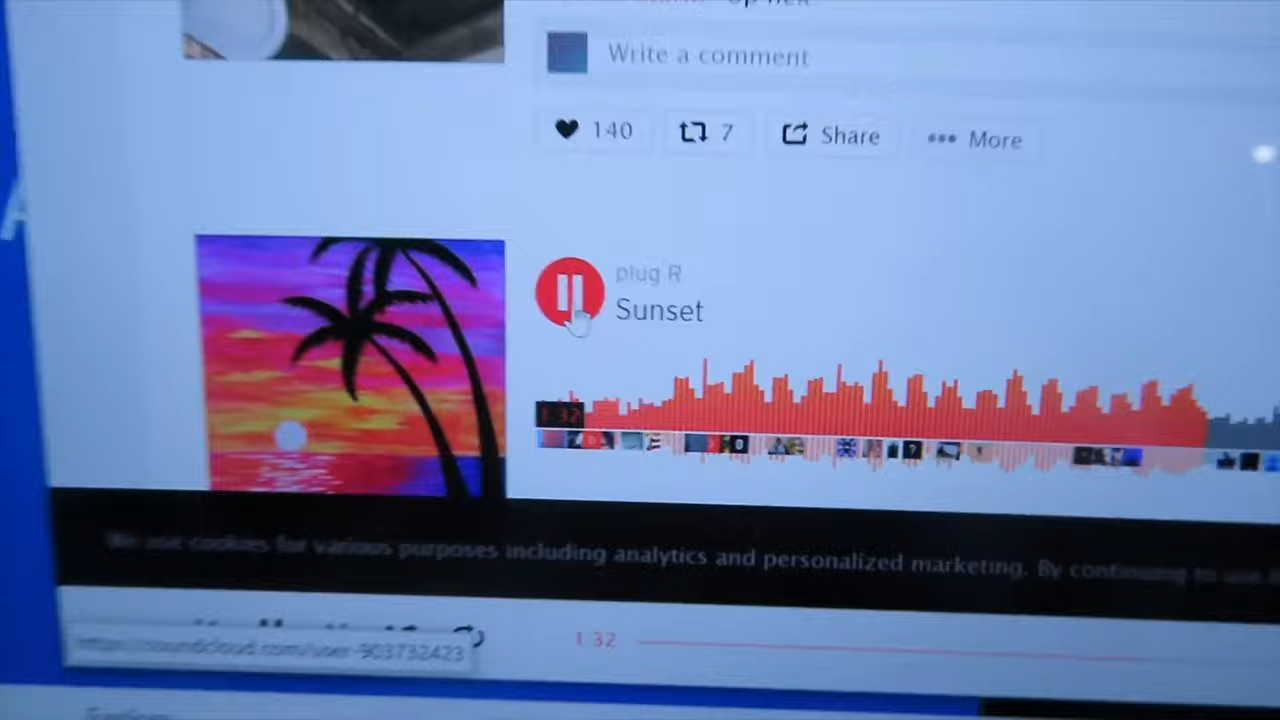 Write a comment
140
7
Share
More
plug R
Sunset
1 32
We use cookies for various purposes including analytics and personalized marketing. By continuing to use
1 32
https://soundcloud.com/user-903732423